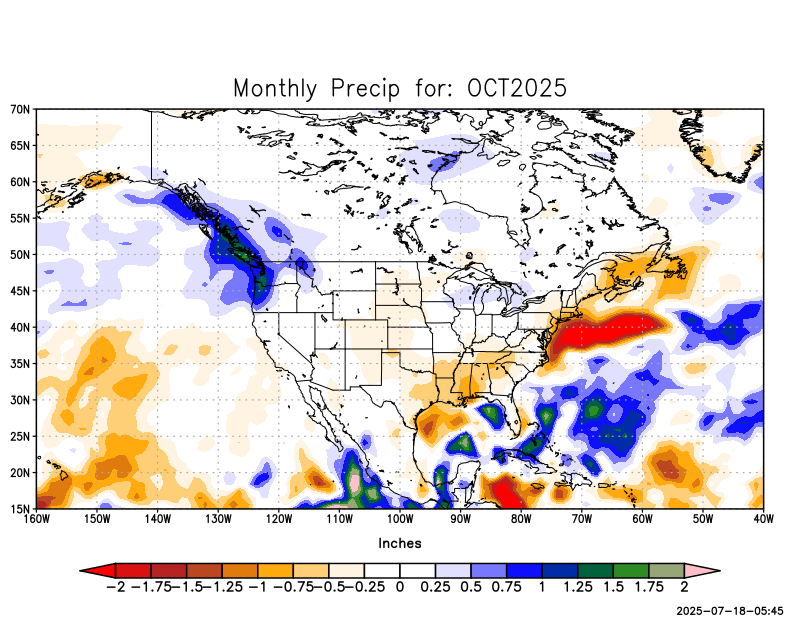 Monthly Precip for: OCT2025
70N
65N
60N
55N
50N
45N
40N
35N
30N
25N
20N
15N
160W 150W 140W 130W 120W 110W 100W 90W 80W 70W 60W 50W 40W
Inches
−2 −1.75 −1.5 −1.25 −1 −0.75 −0.5 −0.25 0 0.25 0.5 0.75 1 1.25 1.5 1.75 2
2025-07-18-05:45